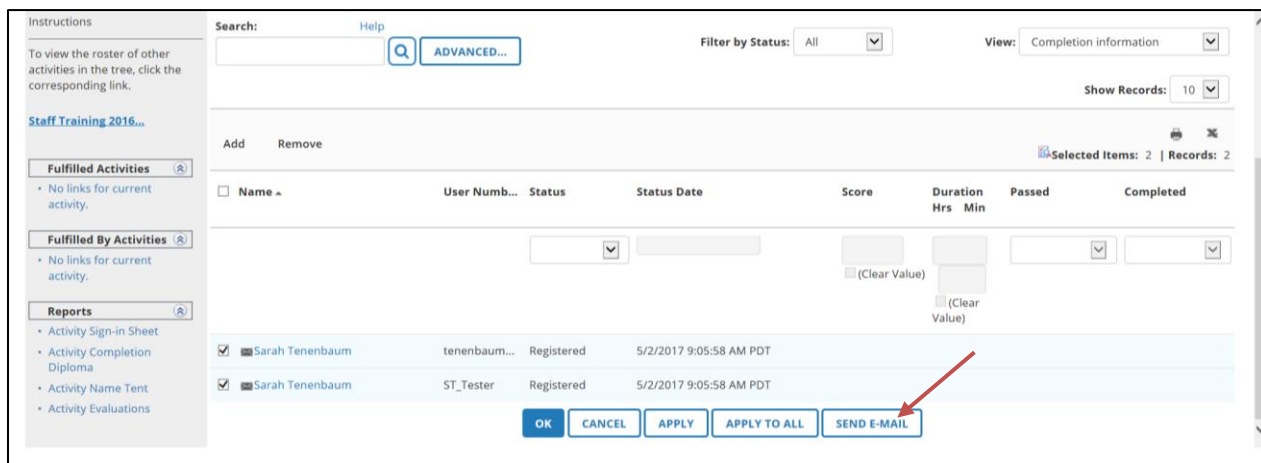 Instructions
To view the roster of other
activities in the tree, click the
corresponding link.
Staff Training 2016...
Fulfilled Activities
• No links for current
activity.
Fulfilled By Activities
• No links for current
activity.
Reports
• Activity Sign-in Sheet
• Activity Completion
Diploma
• Activity Name Tent
• Activity Evaluations
Search: Help
ADVANCED...
Filter by Status: All
View: Completion information
Show Records: 10
Add Remove
Selected Items: 2 | Records: 2
Name User Numb... Status Status Date Score Duration Passed Completed
Hrs Min
(Clear Value)
(Clear
Value)
Sarah Tenenbaum tenenbaum... Registered 5/2/2017 9:05:58 AM PDT
Sarah Tenenbaum ST_Tester Registered 5/2/2017 9:05:58 AM PDT
OK CANCEL APPLY APPLY TO ALL SEND E-MAIL